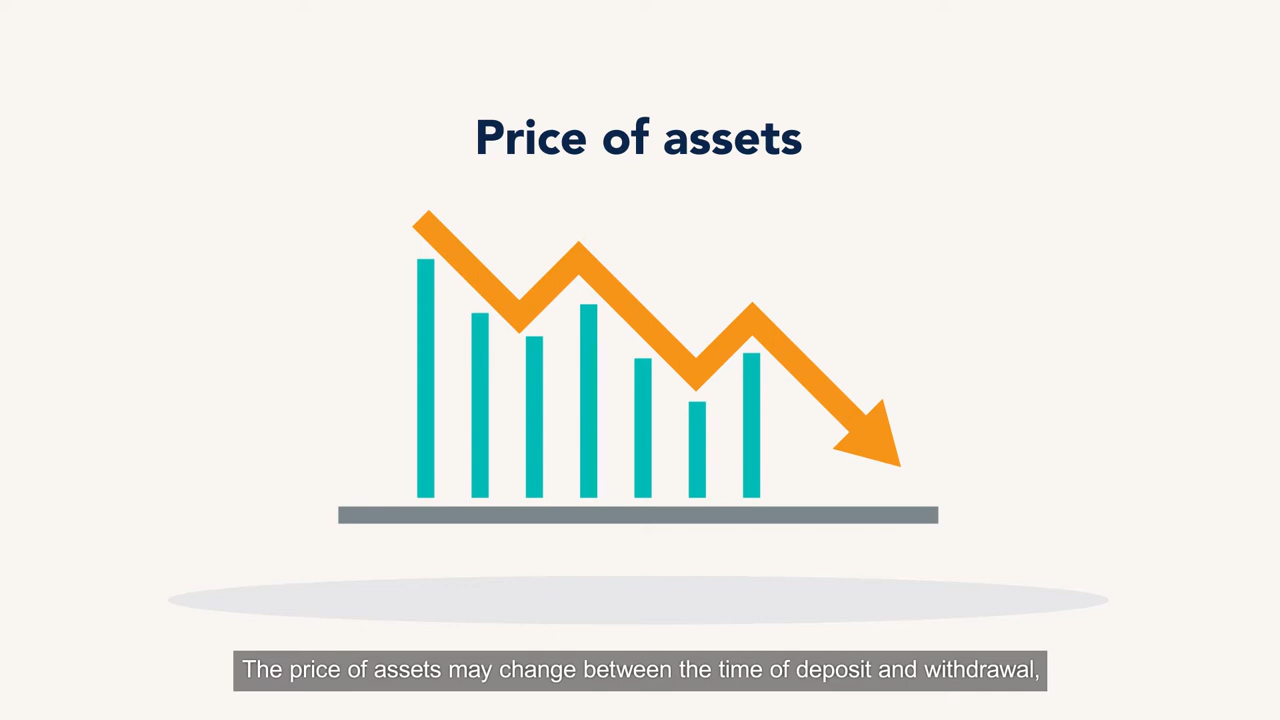 Price of assets
The price of assets may change between the time of deposit and withdrawal,